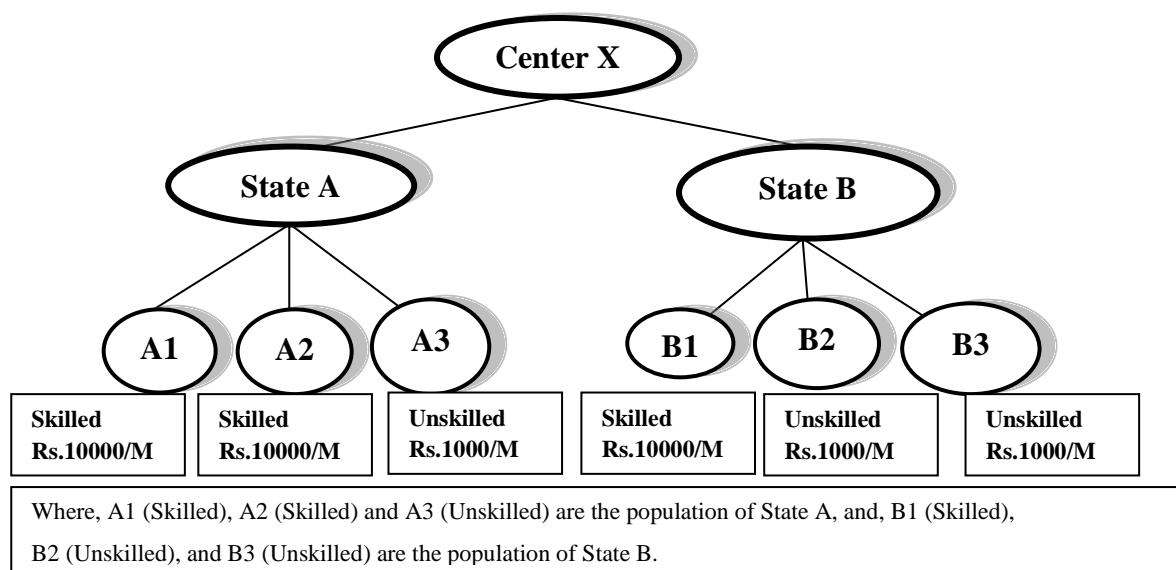 Center X
State A
State B
A1
A2
A3
B1
B2
B3
Skilled
Rs.10000/M
Skilled
Rs.10000/M
Unskilled
Rs.1000/M
Skilled
Rs.10000/M
Unskilled
Rs.1000/M
Unskilled
Rs.1000/M
Where, A1 (Skilled), A2 (Skilled) and A3 (Unskilled) are the population of State A, and, B1 (Skilled),
B2 (Unskilled), and B3 (Unskilled) are the population of State B.